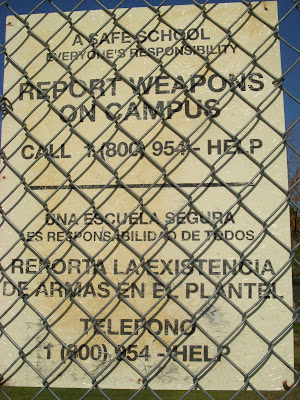 A SAFE SCHOOL
EVERYONE'S RESPONSIBILITY
REPORT WEAPONS
ON CAMPUS
CALL 1 (800) 954 - HELP
UNA ESCUELA SEGURA
ES RESPONSABILIDAD DE TODOS
REPORTA LA EXISTENCIA
DE ARMAS EN EL PLANTEL
TELEFONO
1 (800) 954 - HELP